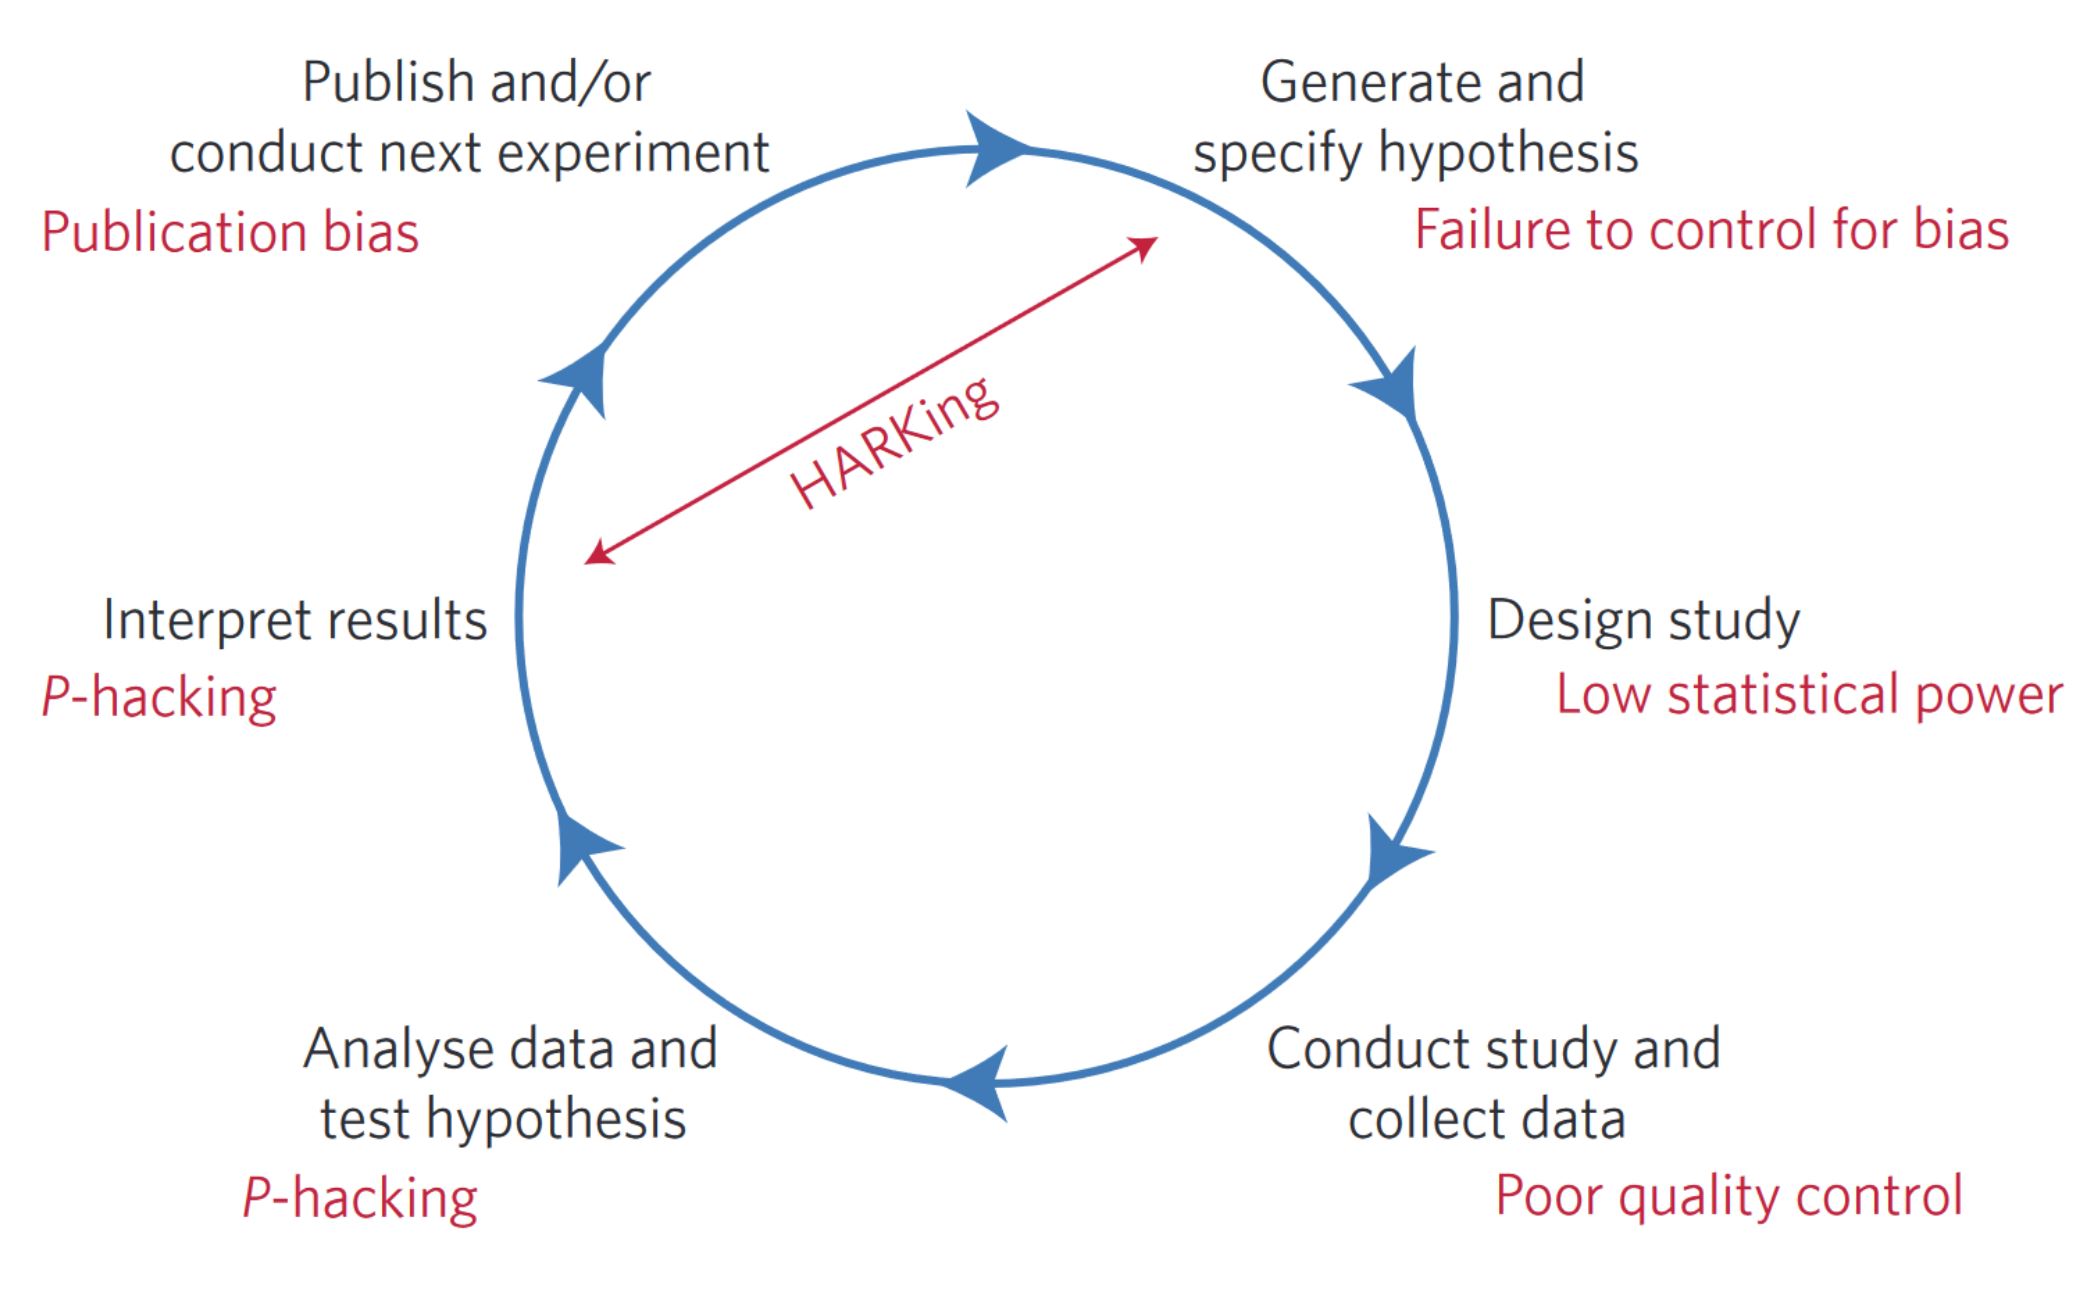 Publish and/or
conduct next experiment
Publication bias
Generate and
specify hypothesis
Failure to control for bias
HARKing
Interpret results
P-hacking
Design study
Low statistical power
Analyse data and
test hypothesis
P-hacking
Conduct study and
collect data
Poor quality control